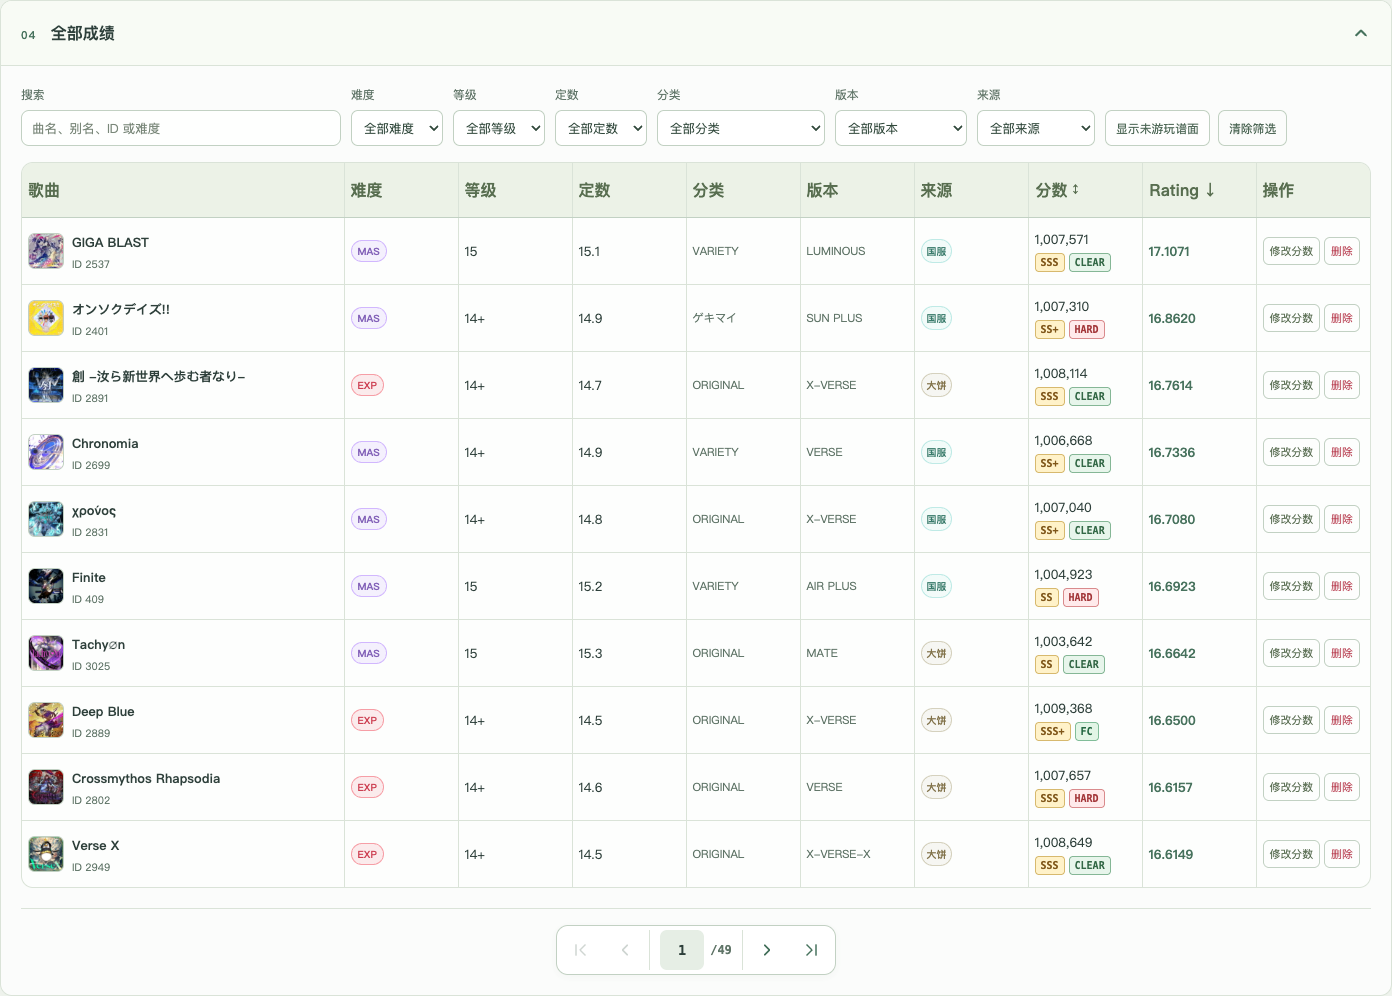 04 全部成绩
搜索 难度 等级 定数 分类 版本 来源
曲名、别名、ID 或难度 全部难度 全部等级 全部定数 全部分类 全部版本 全部来源 显示未游玩谱面 清除筛选
歌曲 难度 等级 定数 分类 版本 来源 分数 ↕ Rating ↓ 操作
GIGA BLAST
ID 2537
MAS 15 15.1 VARIETY LUMINOUS 国服
1,007,571
SSS CLEAR
17.1071 修改分数 删除
オンソクデイズ!!
ID 2401
MAS 14+ 14.9 ゲキマイ SUN PLUS 国服
1,007,310
SS+ HARD
16.8620 修改分数 删除
創 -汝ら新世界へ歩む者なり-
ID 2891
EXP 14+ 14.7 ORIGINAL X-VERSE 大饼
1,008,114
SSS CLEAR
16.7614 修改分数 删除
Chronomia
ID 2699
MAS 14+ 14.9 VARIETY VERSE 国服
1,006,668
SS+ CLEAR
16.7336 修改分数 删除
χρόνος
ID 2831
MAS 14+ 14.8 ORIGINAL X-VERSE 国服
1,007,040
SS+ CLEAR
16.7080 修改分数 删除
Finite
ID 409
MAS 15 15.2 VARIETY AIR PLUS 国服
1,004,923
SS HARD
16.6923 修改分数 删除
Tachy∅n
ID 3025
MAS 15 15.3 ORIGINAL MATE 大饼
1,003,642
SS CLEAR
16.6642 修改分数 删除
Deep Blue
ID 2889
EXP 14+ 14.5 ORIGINAL X-VERSE 大饼
1,009,368
SSS+ FC
16.6500 修改分数 删除
Crossmythos Rhapsodia
ID 2802
EXP 14+ 14.6 ORIGINAL VERSE 大饼
1,007,657
SSS HARD
16.6157 修改分数 删除
Verse X
ID 2949
EXP 14+ 14.5 ORIGINAL X-VERSE-X 大饼
1,008,649
SSS CLEAR
16.6149 修改分数 删除
1 /49